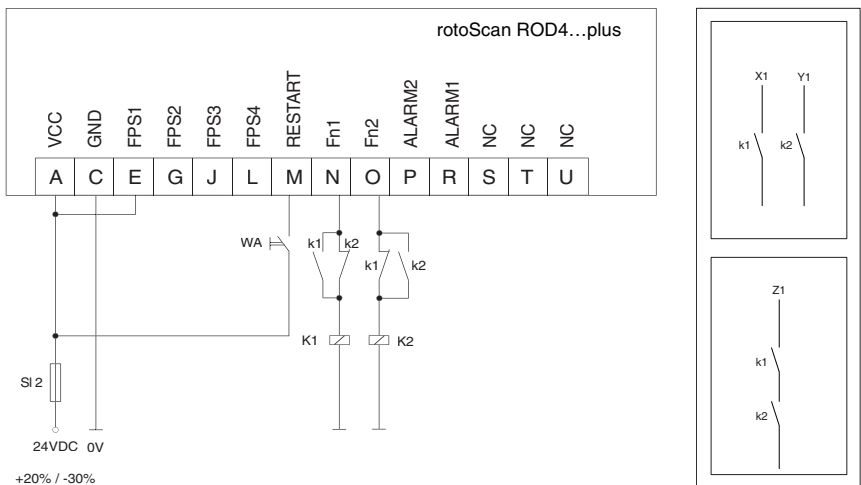 rotoScan ROD4…plus
VCC GND FPS1 FPS2 FPS3 FPS4 RESTART Fn1 Fn2 ALARM2 ALARM1 NC NC NC
A C E G J L M N O P R S T U
WA k1 k2 k1 k2
K1 K2
SI 2
24VDC 0V
+20% / -30%
X1 Y1
k1 k2
Z1
k1
k2